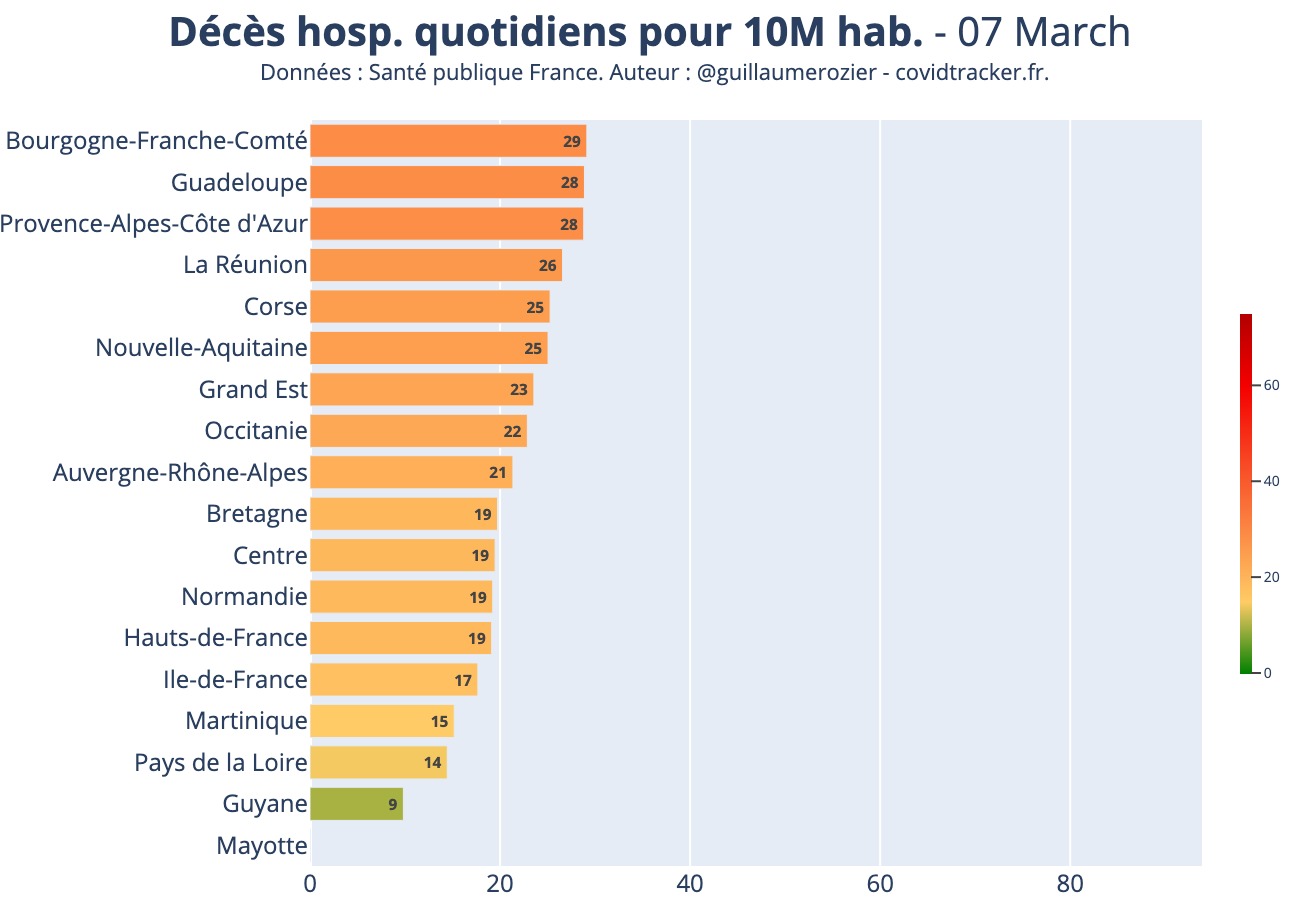 Décès hosp. quotidiens pour 10M hab. - 07 March
Données : Santé publique France. Auteur : @guillaumerozier - covidtracker.fr.
Bourgogne-Franche-Comté 29
Guadeloupe 28
Provence-Alpes-Côte d'Azur 28
La Réunion 26
Corse 25
Nouvelle-Aquitaine 25
Grand Est 23
Occitanie 22
Auvergne-Rhône-Alpes 21
Bretagne 19
Centre 19
Normandie 19
Hauts-de-France 19
Ile-de-France 17
Martinique 15
Pays de la Loire 14
Guyane 9
Mayotte
0 20 40 60 80
60
40
20
0